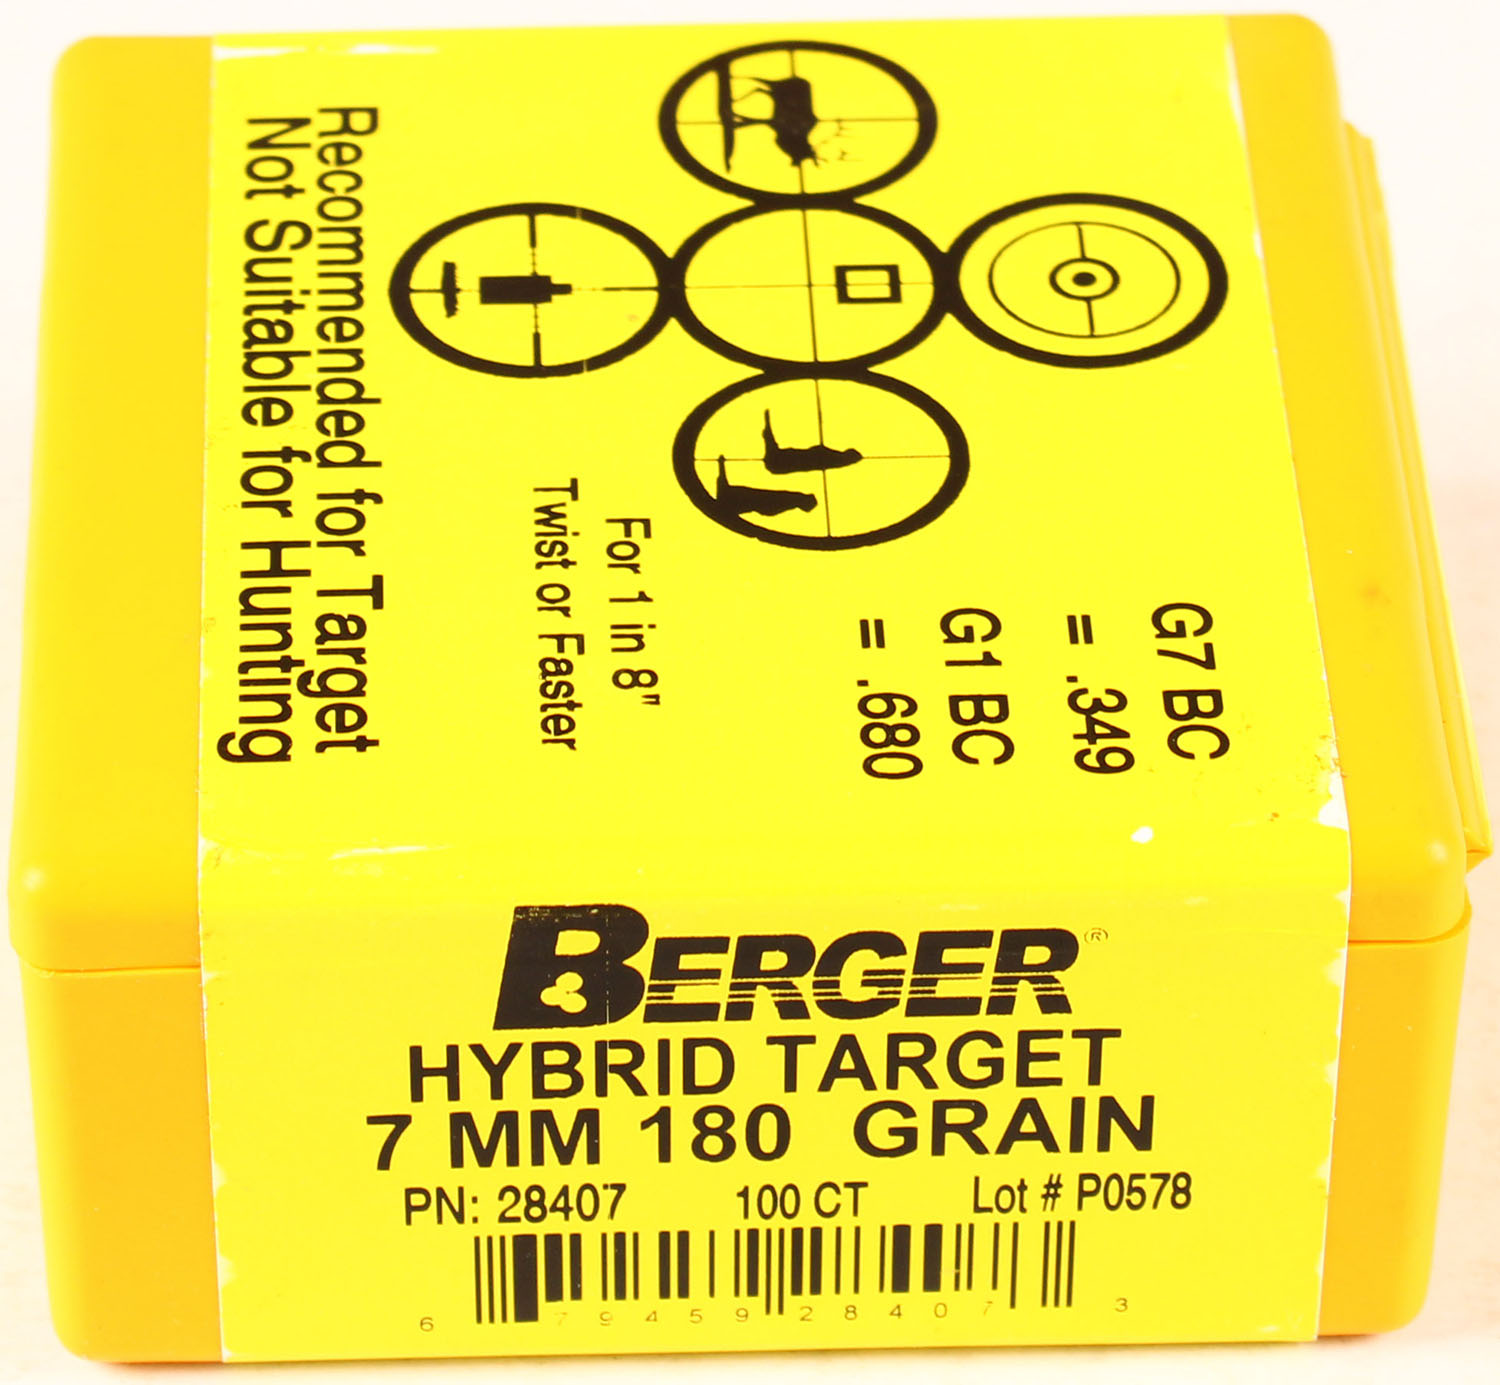 Recommended for Target
Not Suitable for Hunting
For 1 in 8"
Twist or Faster
G7 BC
= .349
G1 BC
= .680
BERGER®
HYBRID TARGET
7 MM 180 GRAIN
PN: 28407 100 CT Lot # P0578
6 79459 28407 3